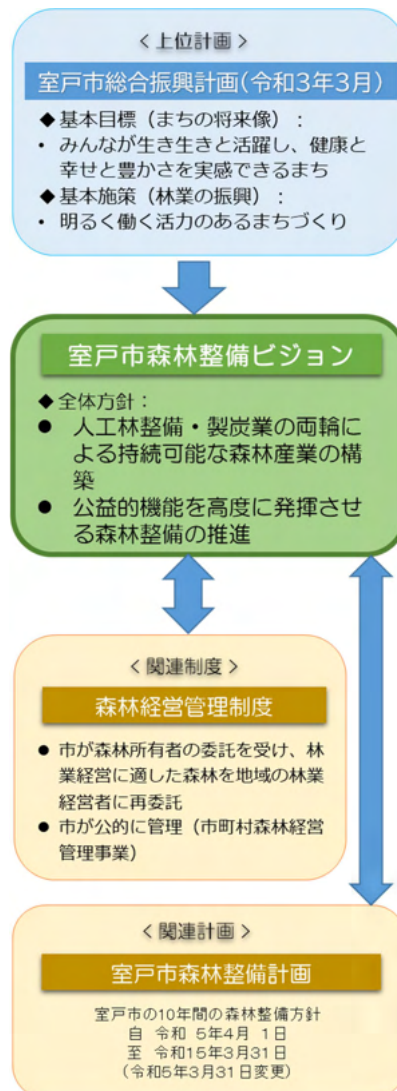 ＜上位計画＞
室戸市総合振興計画(令和3年3月)
◆基本目標（まちの将来像）：
・ みんなが生き生きと活躍し、健康と
幸せと豊かさを実感できるまち
◆基本施策（林業の振興）：
・ 明るく働く活力のあるまちづくり
室戸市森林整備ビジョン
◆全体方針：
● 人工林整備・製炭業の両輪に
よる持続可能な森林産業の構
築
● 公益的機能を高度に発揮させ
る森林整備の推進
＜関連制度＞
森林経営管理制度
● 市が森林所有者の委託を受け、林
業経営に適した森林を地域の林業
経営者に再委託
● 市が公的に管理（市町村森林経営
管理事業）
＜関連計画＞
室戸市森林整備計画
室戸市の10年間の森林整備方針
自 令和 5年4月 1日
至 令和15年3月31日
（令和5年3月31日変更）